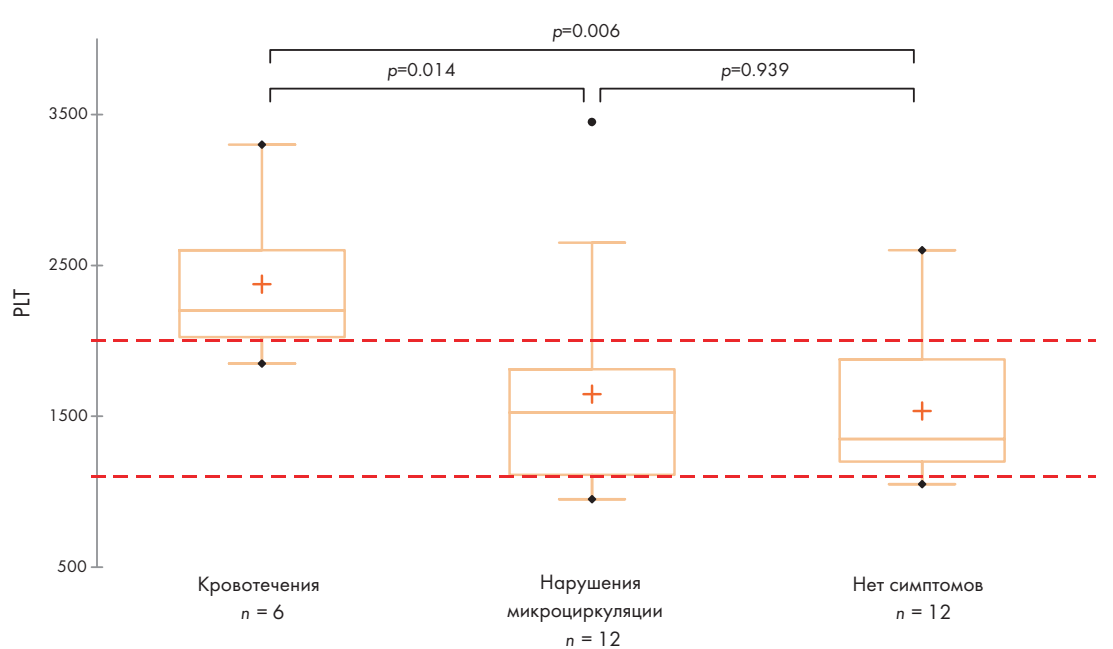 p=0.006
p=0.014
p=0.939
3500
2500
PLT
1500
500
Кровотечения
n = 6
Нарушения
микроциркуляции
n = 12
Нет симптомов
n = 12